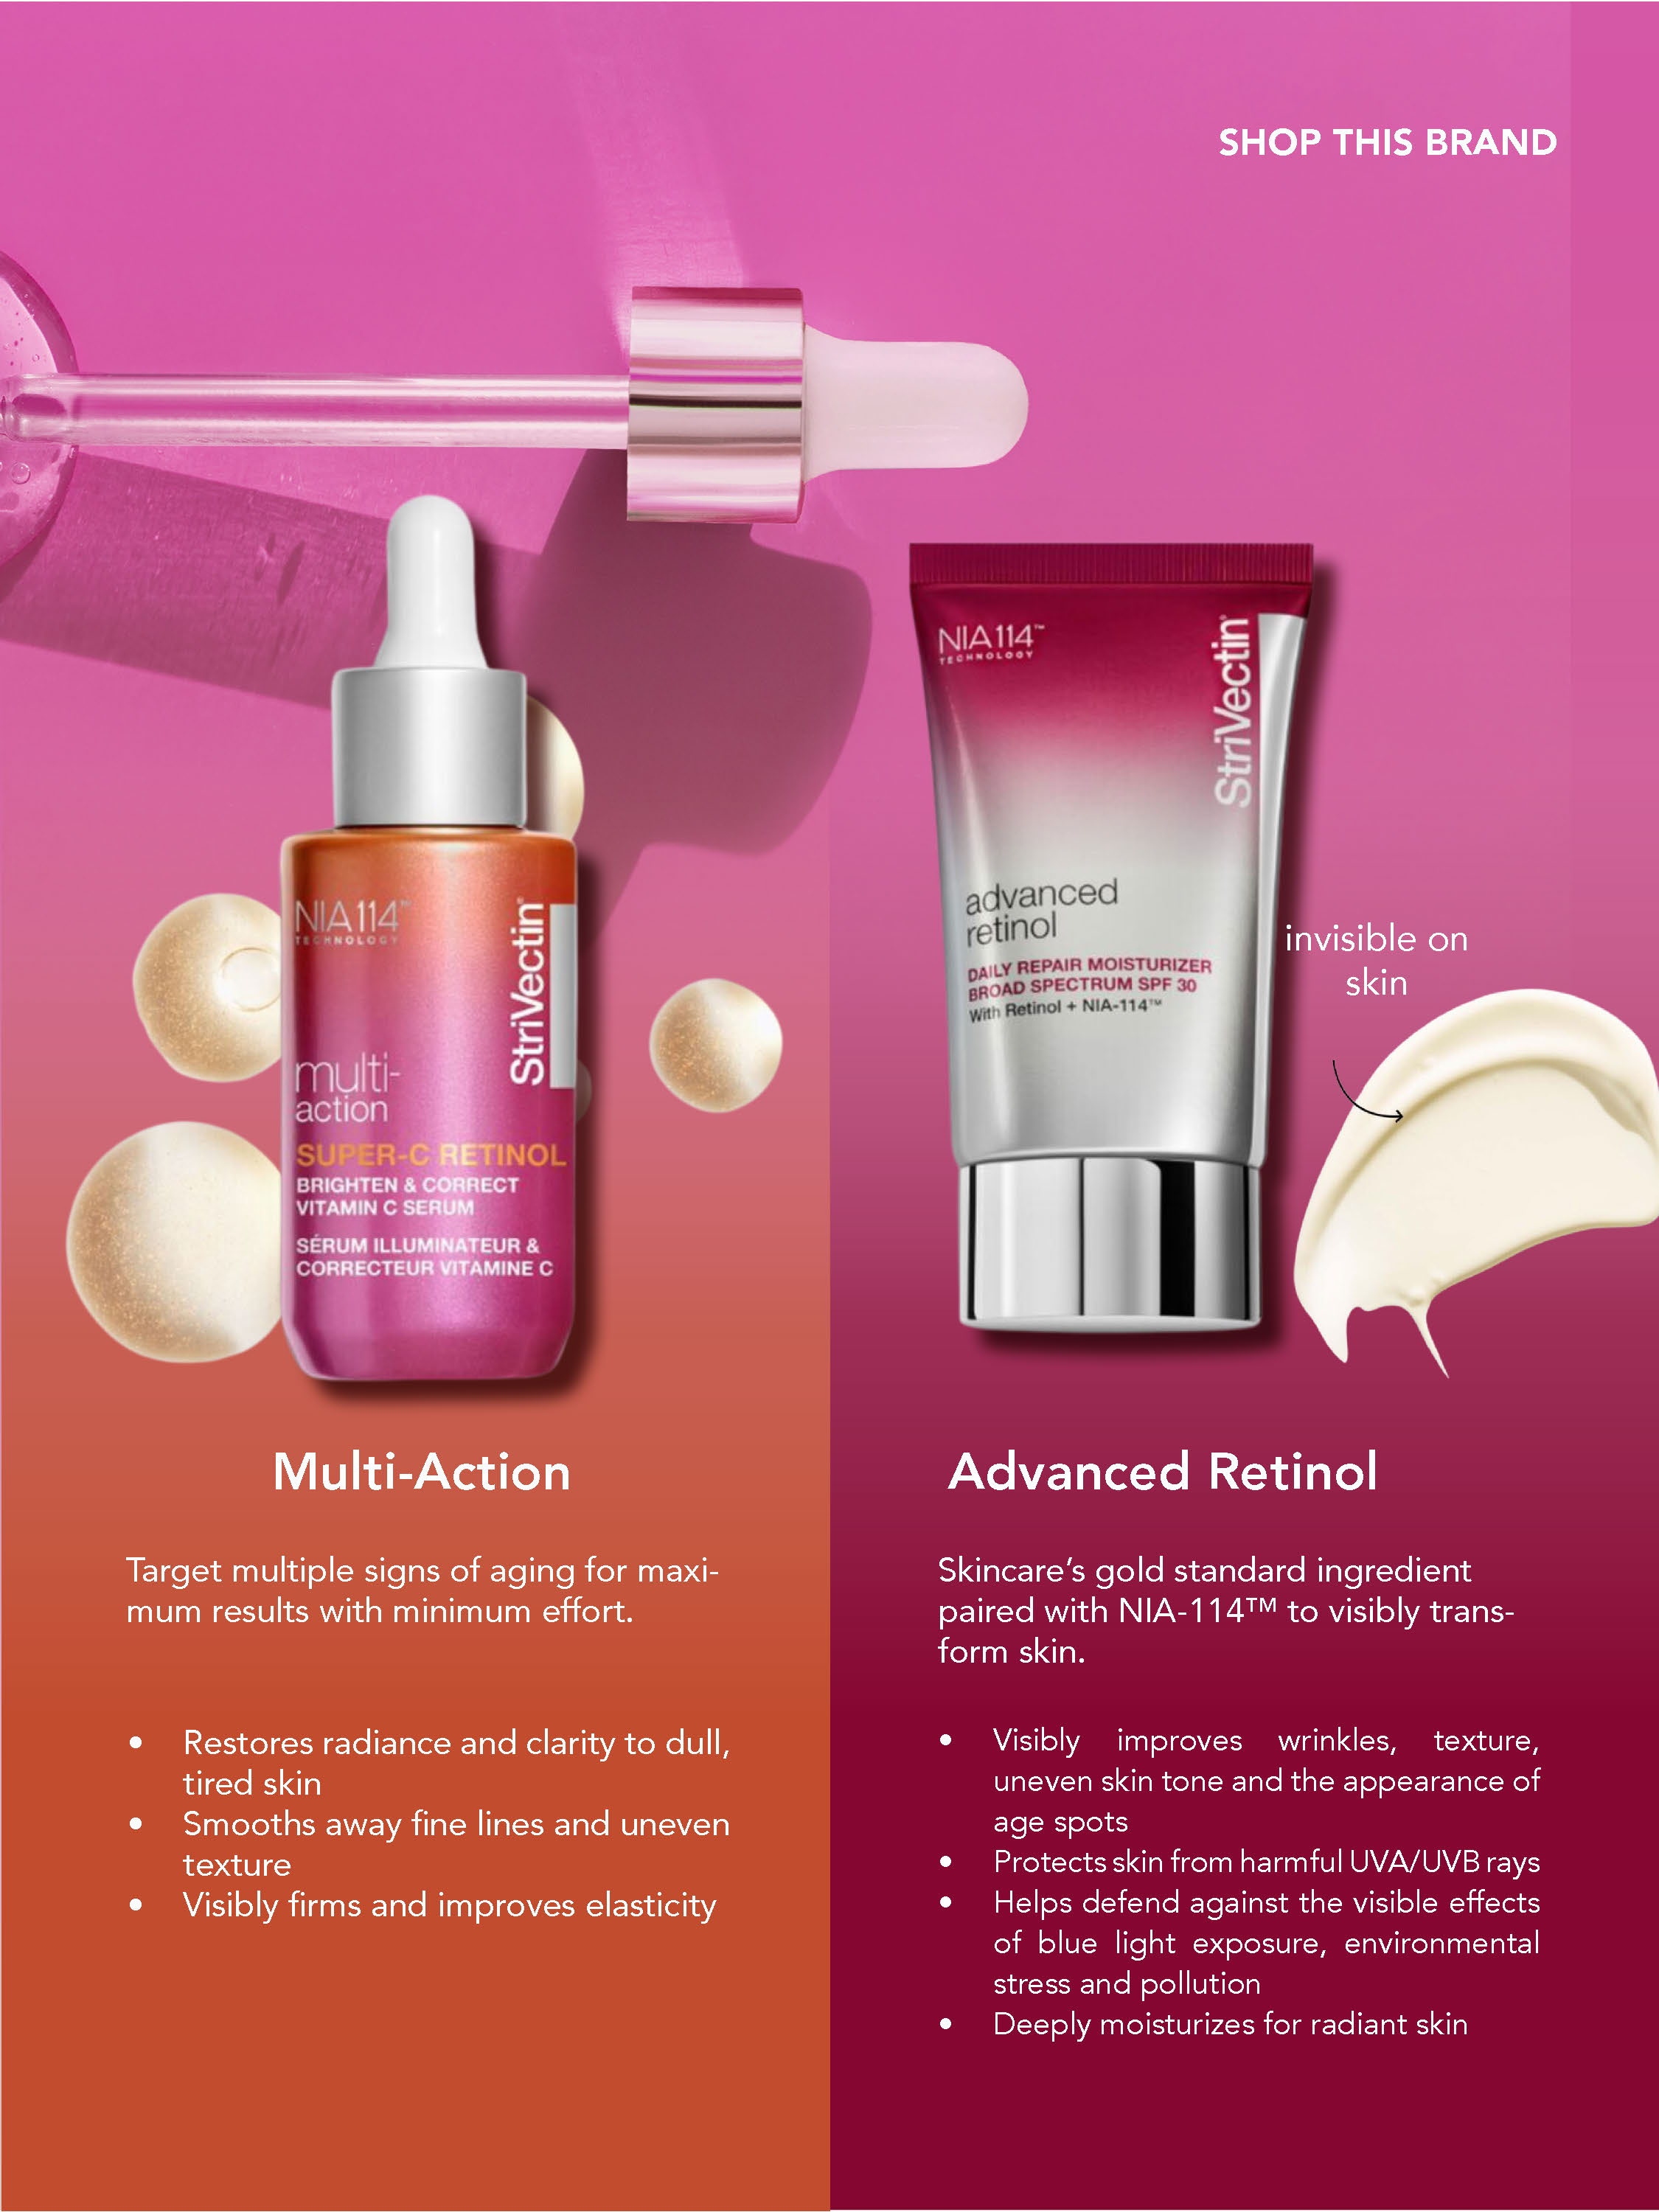 SHOP THIS BRAND
NIA114™
TECHNOLOGY
StriVectin®
multi-
action
SUPER-C RETINOL
BRIGHTEN & CORRECT
VITAMIN C SERUM
SÉRUM ILLUMINATEUR &
CORRECTEUR VITAMINE C
NIA114™
TECHNOLOGY
StriVectin®
advanced
retinol
DAILY REPAIR MOISTURIZER
BROAD SPECTRUM SPF 30
With Retinol + NIA-114™
invisible on
skin
Multi-Action
Target multiple signs of aging for maxi-
mum results with minimum effort.
• Restores radiance and clarity to dull,
tired skin
• Smooths away fine lines and uneven
texture
• Visibly firms and improves elasticity
Advanced Retinol
Skincare’s gold standard ingredient
paired with NIA-114™ to visibly trans-
form skin.
• Visibly improves wrinkles, texture,
uneven skin tone and the appearance of
age spots
• Protects skin from harmful UVA/UVB rays
• Helps defend against the visible effects
of blue light exposure, environmental
stress and pollution
• Deeply moisturizes for radiant skin